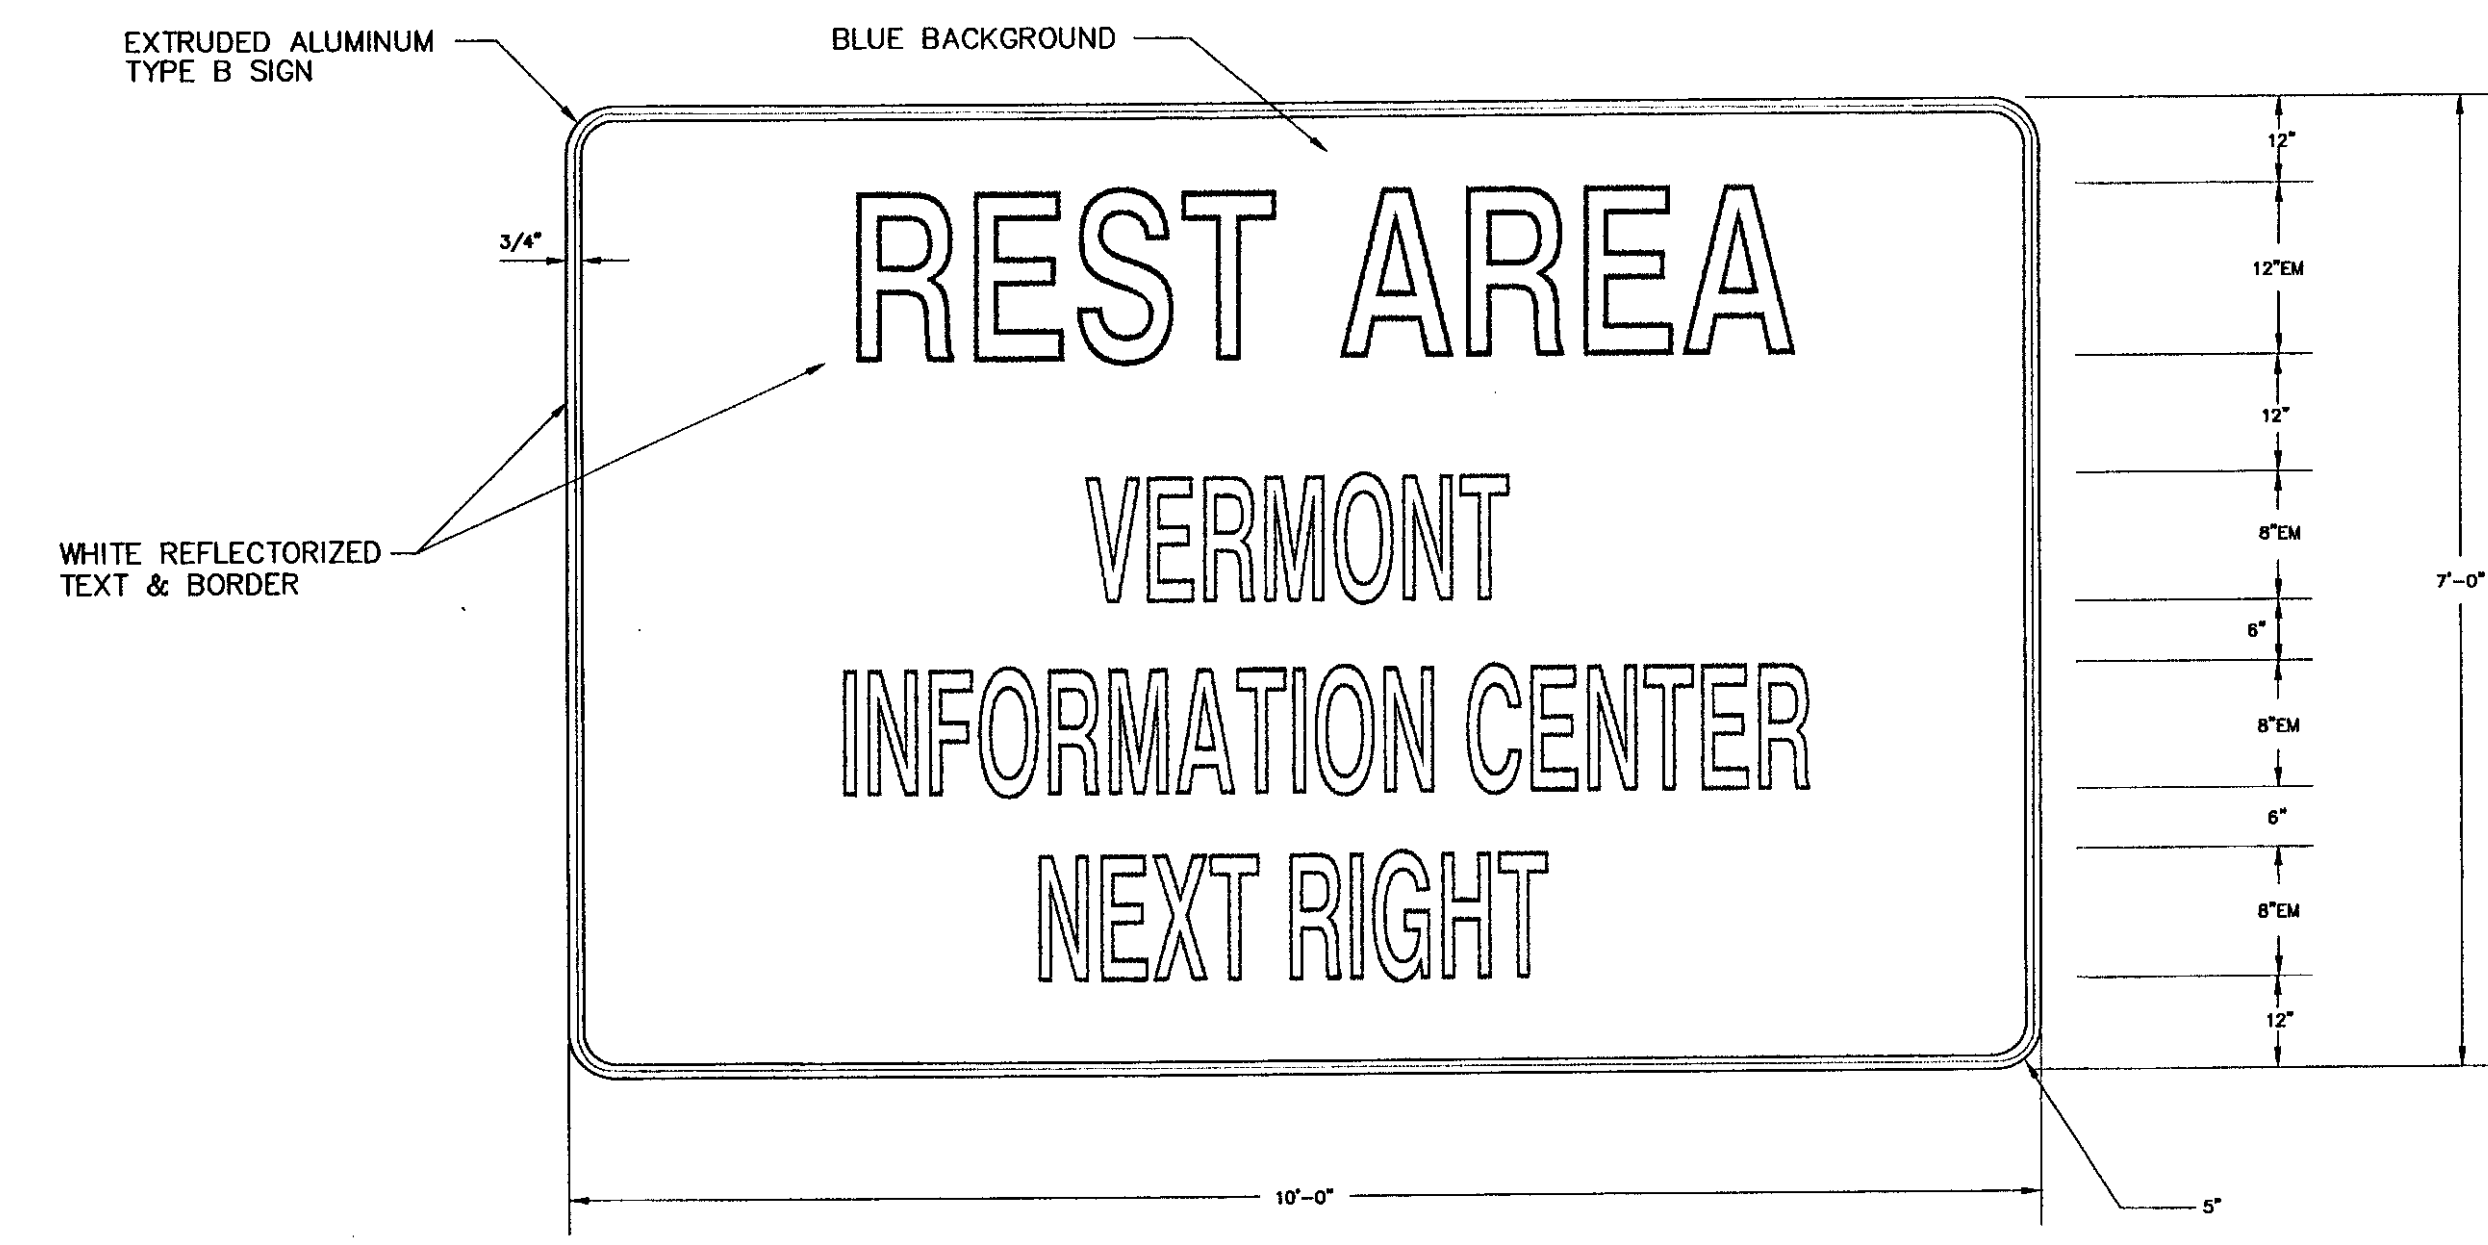 EXTRUDED ALUMINUM
TYPE B SIGN
BLUE BACKGROUND
12"
REST AREA
3/4"
12"EM
12"
VERMONT
8"EM
WHITE REFLECTORIZED
TEXT & BORDER
7'-0"
6"
INFORMATION CENTER
8"EM
6"
NEXT RIGHT
8"EM
12"
10'-0"
5"